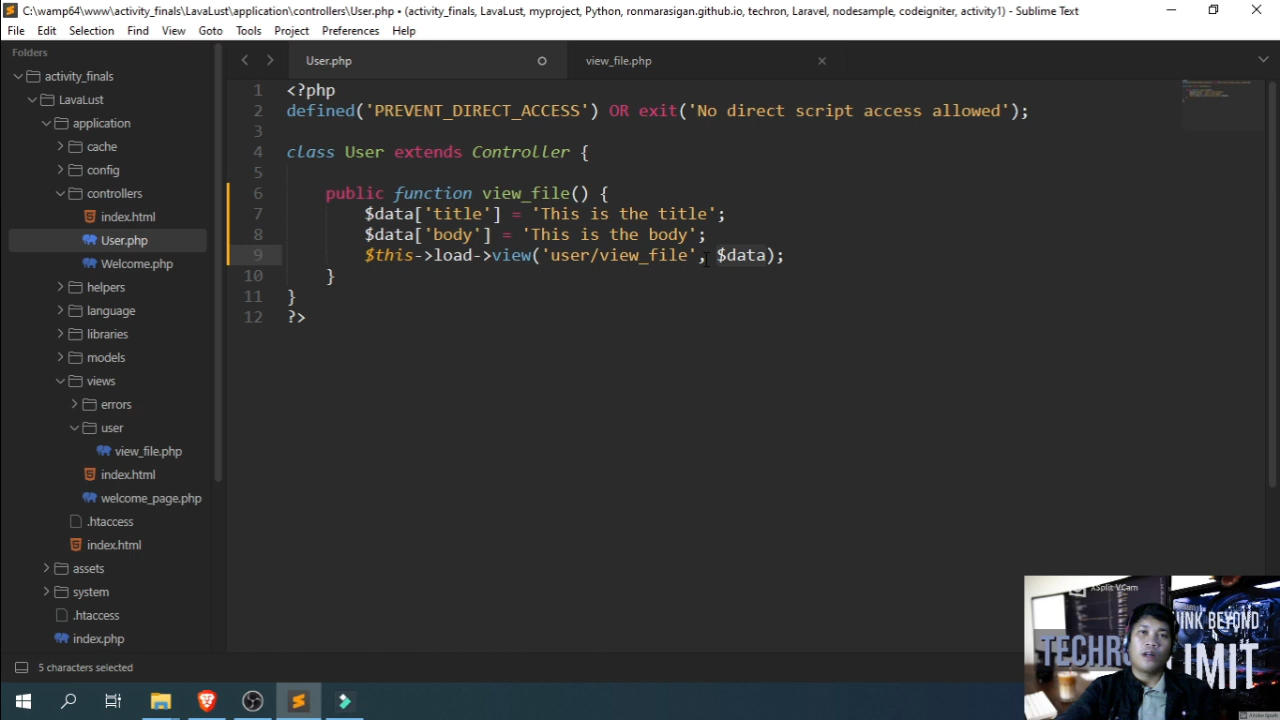 C:\wamp64\www\activity_finals\LavaLust\application\controllers\User.php • (activity_finals, LavaLust, myproject, Python, ronmarasigan.github.io, techron, Laravel, nodesample, codeigniter, activity1) - Sublime Text
File Edit Selection Find View Goto Tools Project Preferences Help
Folders
activity_finals
LavaLust
application
cache
config
controllers
index.html
User.php
Welcome.php
helpers
language
libraries
models
views
errors
user
view_file.php
index.html
welcome_page.php
.htaccess
index.html
assets
system
.htaccess
index.php
User.php
view_file.php
1 <?php
2 defined('PREVENT_DIRECT_ACCESS') OR exit('No direct script access allowed');
3
4 class User extends Controller {
5
6 public function view_file() {
7 $data['title'] = 'This is the title';
8 $data['body'] = 'This is the body';
9 $this->load->view('user/view_file', $data);
10 }
11 }
12 ?>
5 characters selected
XSplit VCam
INK BEYOND
TECHR
IMIT